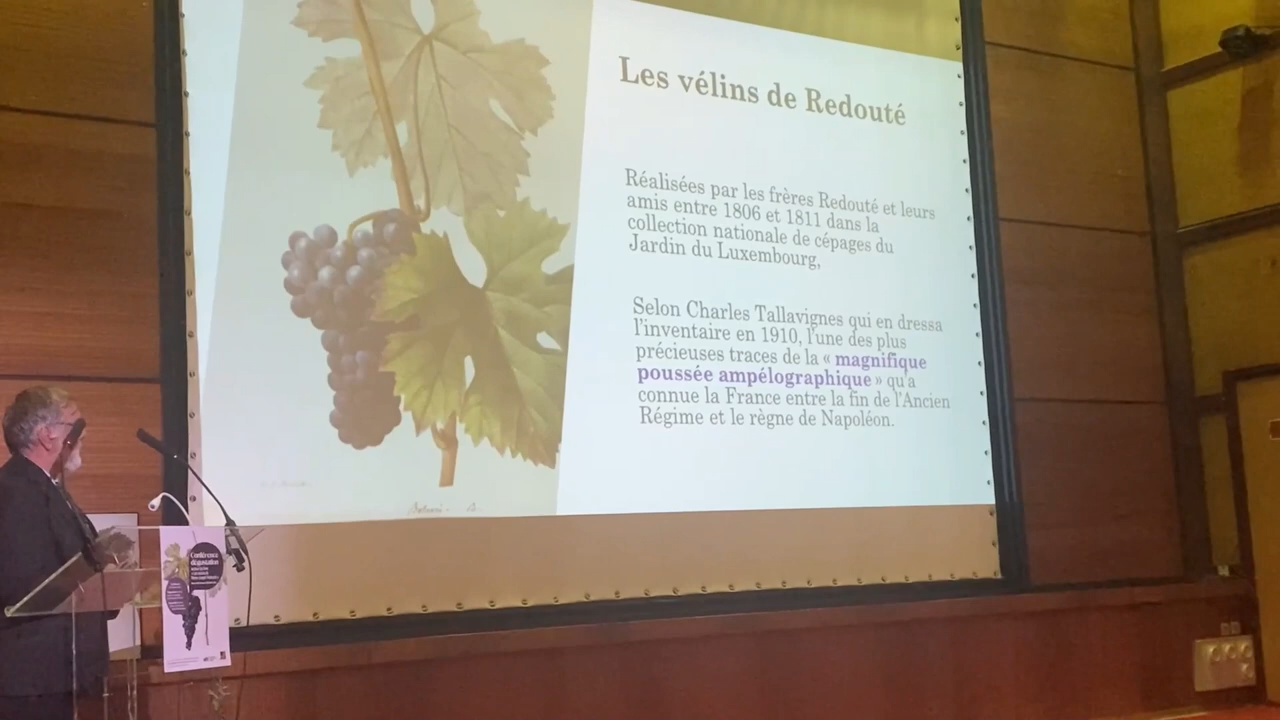 Les vélins de Redouté
Réalisées par les frères Redouté et leurs
amis entre 1806 et 1811 dans la
collection nationale de cépages du
Jardin du Luxembourg,
Selon Charles Tallavignes qui en dressa
l'inventaire en 1910, l'une des plus
précieuses traces de la « magnifique
poussée ampélographique » qu'a
connue la France entre la fin de l'Ancien
Régime et le règne de Napoléon.
Conférence
dégustation